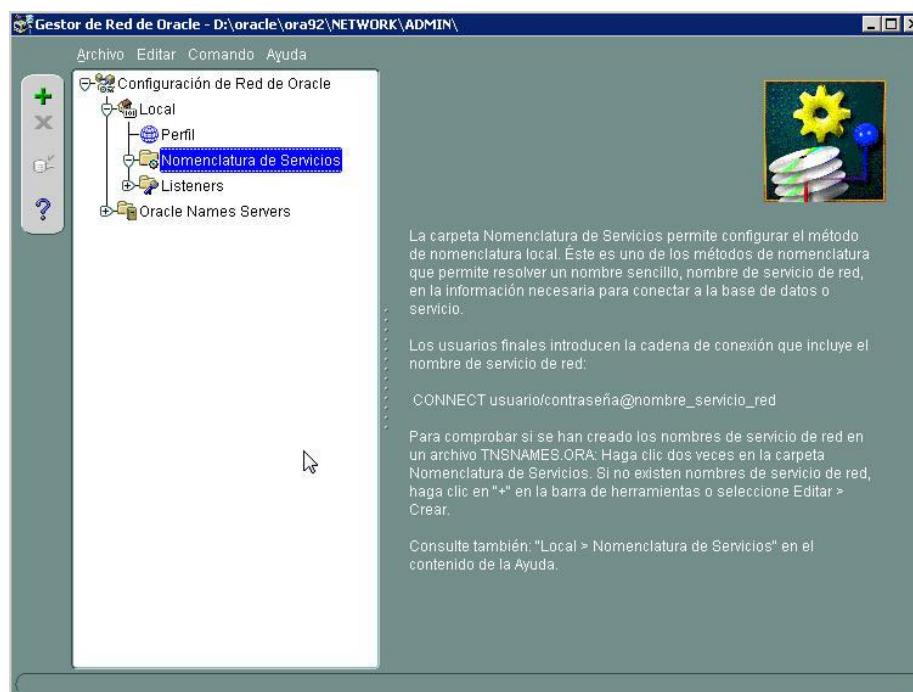 Gestor de Red de Oracle - D:\oracle\ora92\NETWORK\ADMIN\
Archivo Editar Comando Ayuda
Configuración de Red de Oracle
Local
Perfil
Nomenclatura de Servicios
Listeners
Oracle Names Servers
La carpeta Nomenclatura de Servicios permite configurar el método
de nomenclatura local. Éste es uno de los métodos de nomenclatura
que permite resolver un nombre sencillo, nombre de servicio de red,
en la información necesaria para conectar a la base de datos o
servicio.
Los usuarios finales introducen la cadena de conexión que incluye el
nombre de servicio de red:
CONNECT usuario/contraseña@nombre_servicio_red
Para comprobar si se han creado los nombres de servicio de red en
un archivo TNSNAMES.ORA: Haga clic dos veces en la carpeta
Nomenclatura de Servicios. Si no existen nombres de servicio de red,
haga clic en "+" en la barra de herramientas o seleccione Editar >
Crear.
Consulte también: "Local > Nomenclatura de Servicios" en el
contenido de la Ayuda.